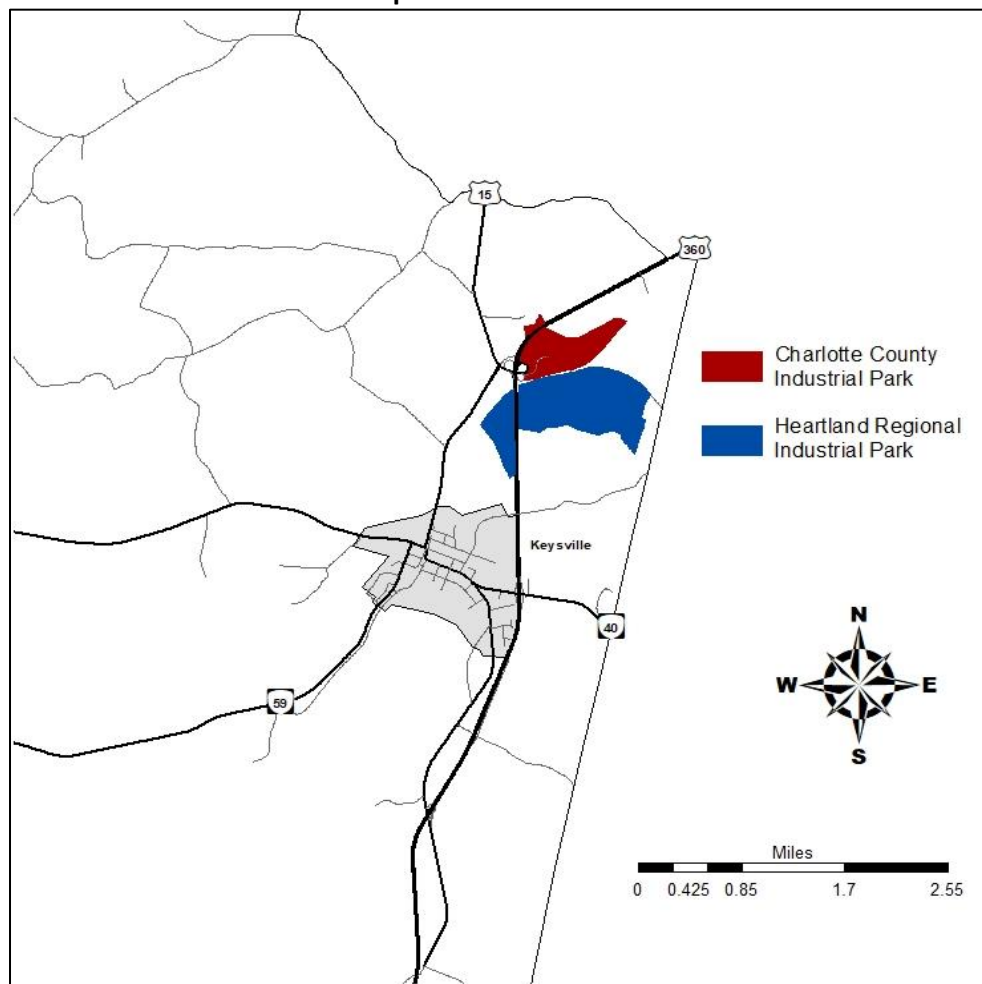 15
360
Charlotte County
Industrial Park
Heartland Regional
Industrial Park
Keysville
40
59
N
W E
S
Miles
0 0.425 0.85 1.7 2.55